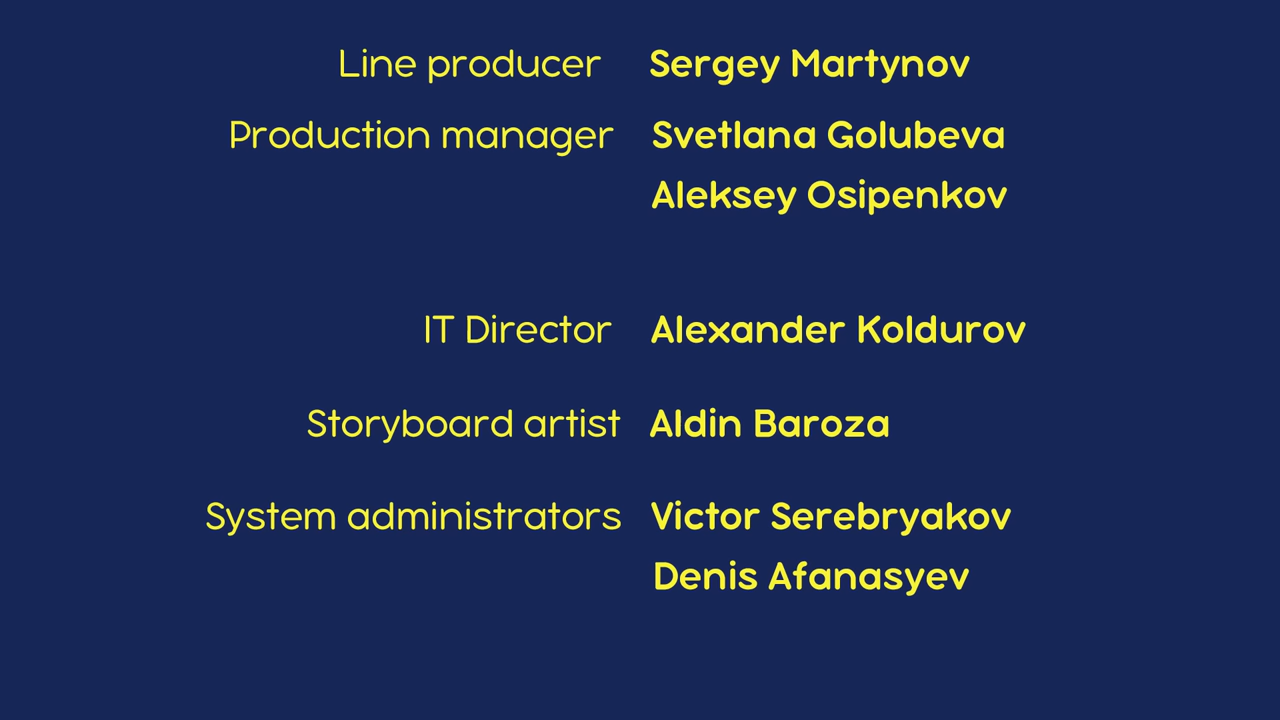 Line producer Sergey Martynov
Production manager Svetlana Golubeva
Aleksey Osipenkov
IT Director Alexander Koldurov
Storyboard artist Aldin Baroza
System administrators Victor Serebryakov
Denis Afanasyev